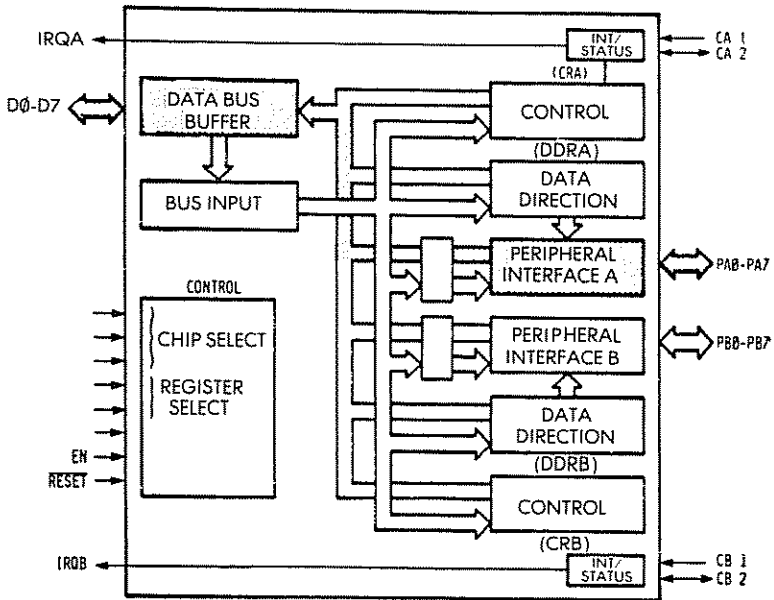 IRQA
INT/
STATUS
CA 1
CA 2
(CRA)
D0-D7
DATA BUS
BUFFER
CONTROL
(DDRA)
DATA
DIRECTION
BUS INPUT
PERIPHERAL
INTERFACE A
PA0-PA7
CONTROL
CHIP SELECT
REGISTER
SELECT
PERIPHERAL
INTERFACE B
PB0-PB7
DATA
DIRECTION
(DDRB)
EN
RESET
CONTROL
(CRB)
IRQB
INT/
STATUS
CB 1
CB 2